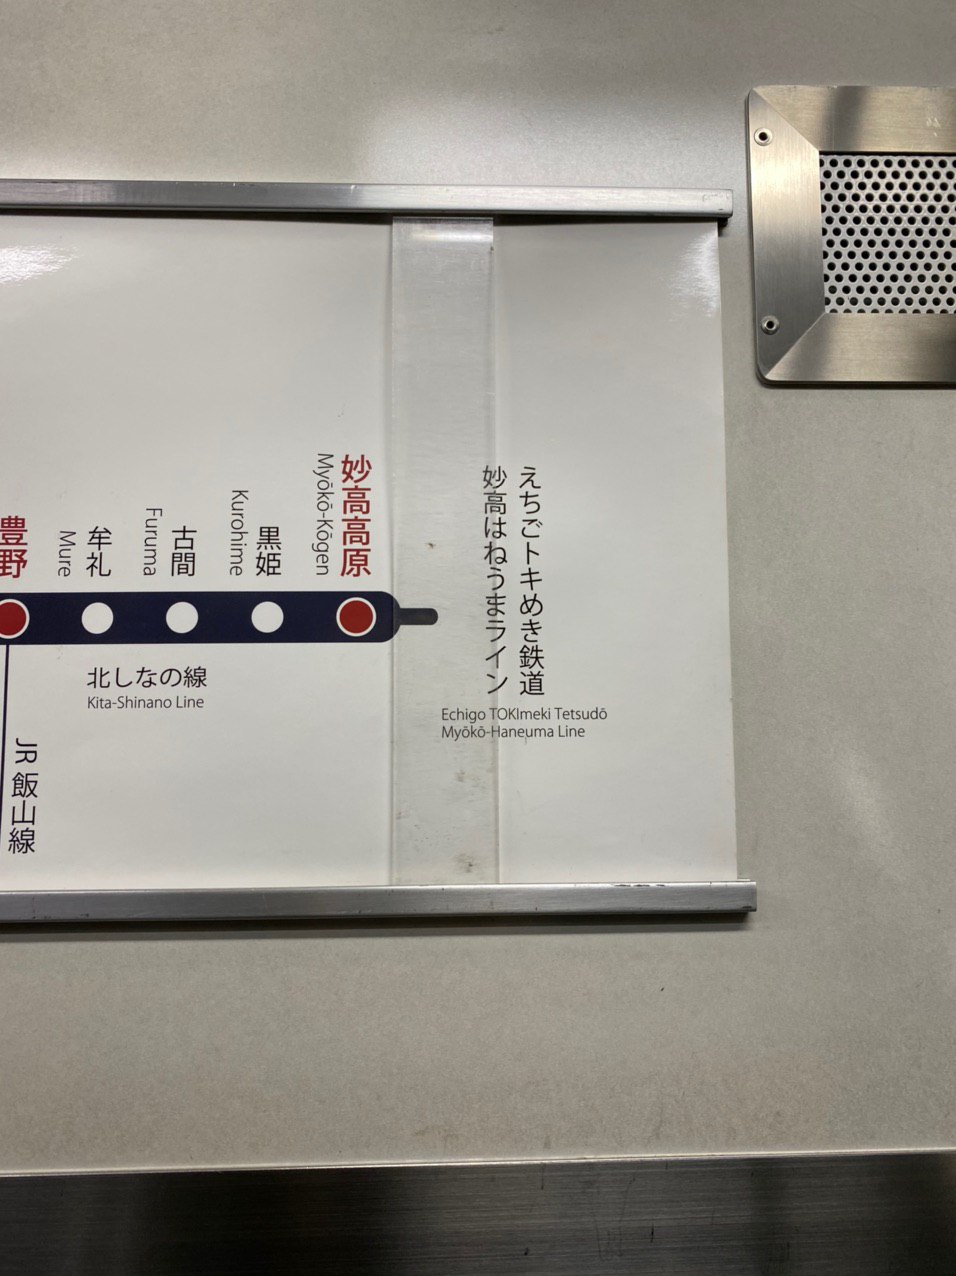 豊野
牟礼
Mure
古間
Furuma
黒姫
Kurohime
妙高高原
Myōkō-Kōgen
えちごトキめき鉄道
妙高はねうまライン
Echigo TOKImeki Tetsudō
Myōkō-Haneuma Line
北しなの線
Kita-Shinano Line
JR飯山線